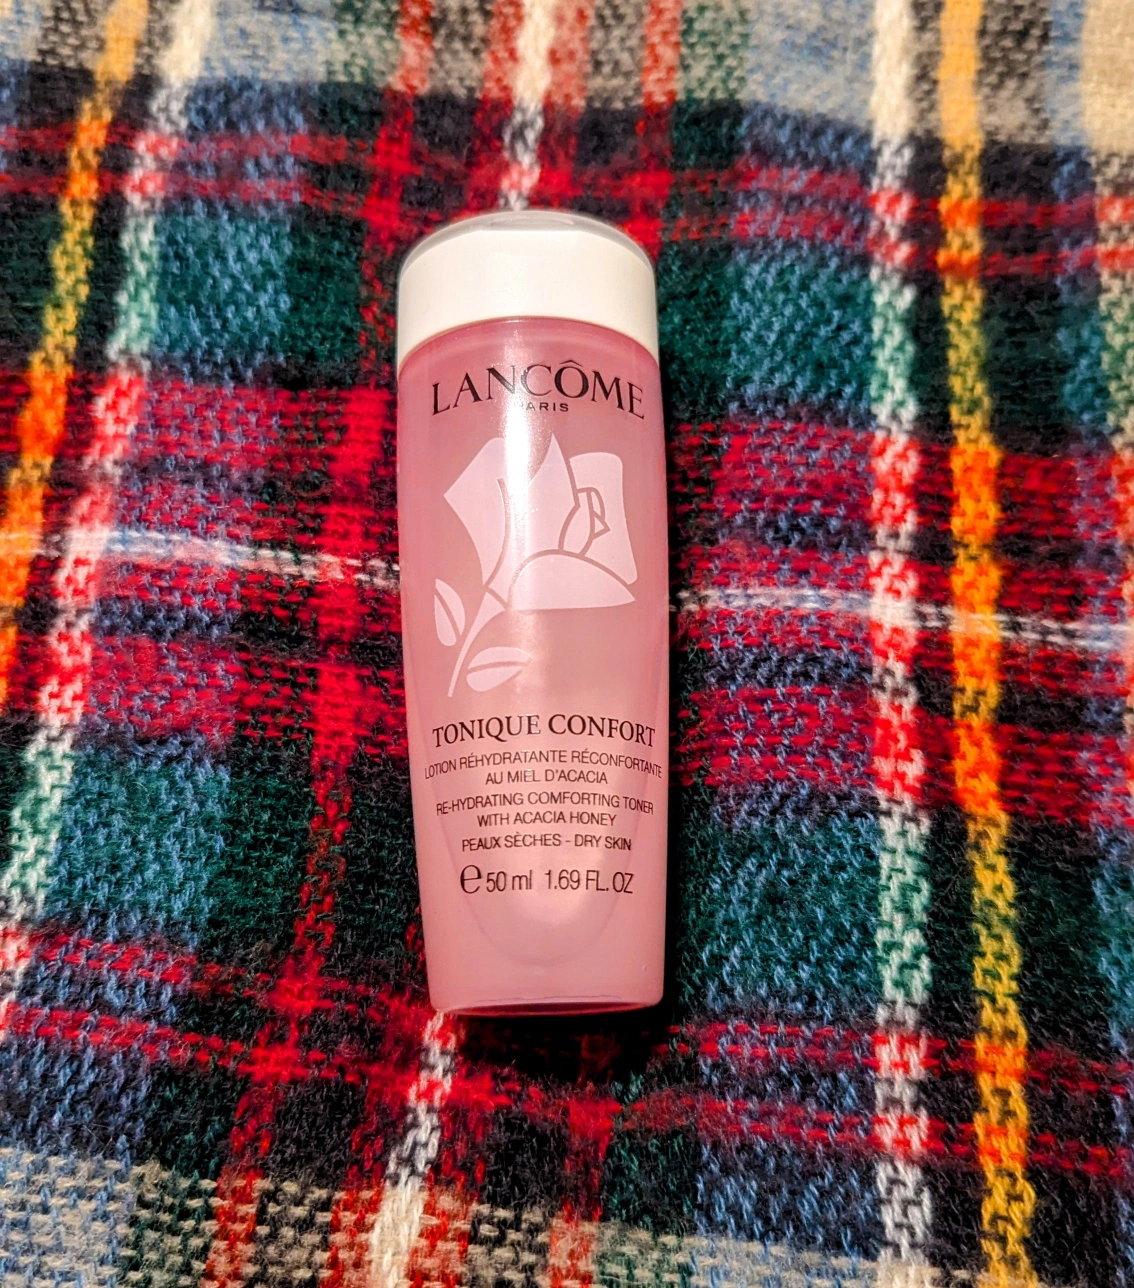 LANCÔME
PARIS
TONIQUE CONFORT
LOTION RÉHYDRATANTE RÉCONFORTANTE
AU MIEL D'ACACIA
RE-HYDRATING COMFORTING TONER
WITH ACACIA HONEY
PEAUX SÈCHES - DRY SKIN
℮ 50 ml 1.69 FL. OZ